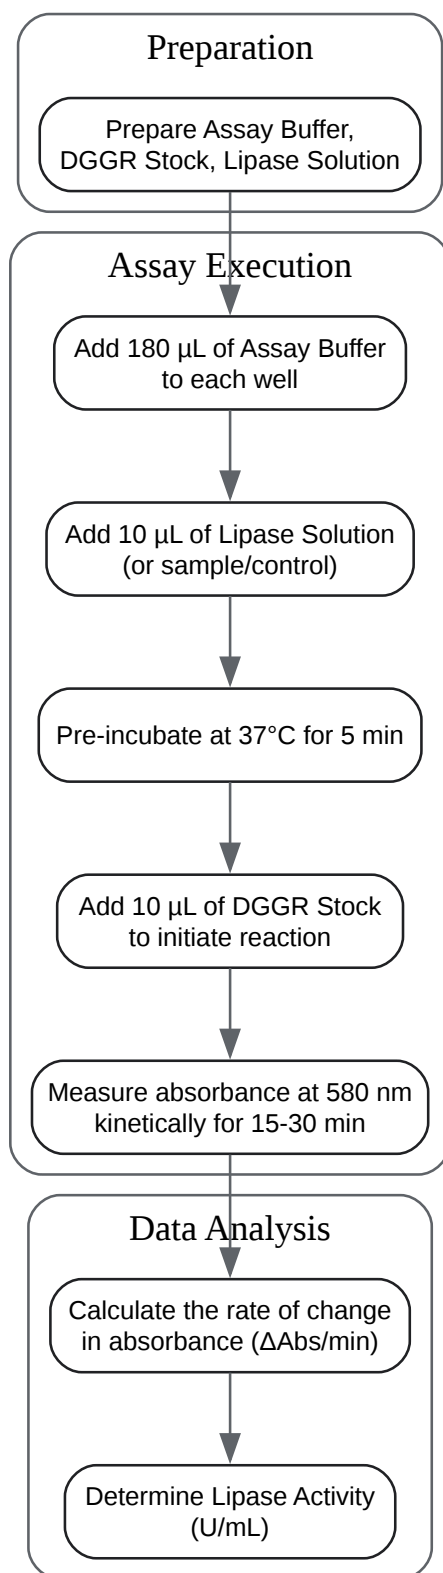 Preparation
Prepare Assay Buffer,
DGGR Stock, Lipase Solution
Assay Execution
Add 180 µL of Assay Buffer
to each well
Add 10 µL of Lipase Solution
(or sample/control)
Pre-incubate at 37°C for 5 min
Add 10 µL of DGGR Stock
to initiate reaction
Measure absorbance at 580 nm
kinetically for 15-30 min
Data Analysis
Calculate the rate of change
in absorbance (ΔAbs/min)
Determine Lipase Activity
(U/mL)